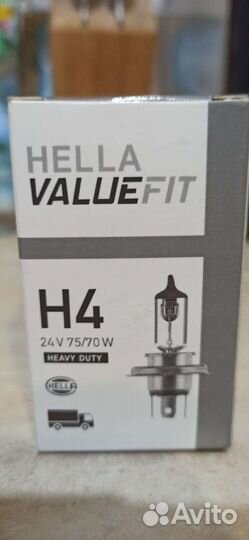 HELLA
VALUEFIT
H4
24V 75/70W
HEAVY DUTY
HELLA
Avito